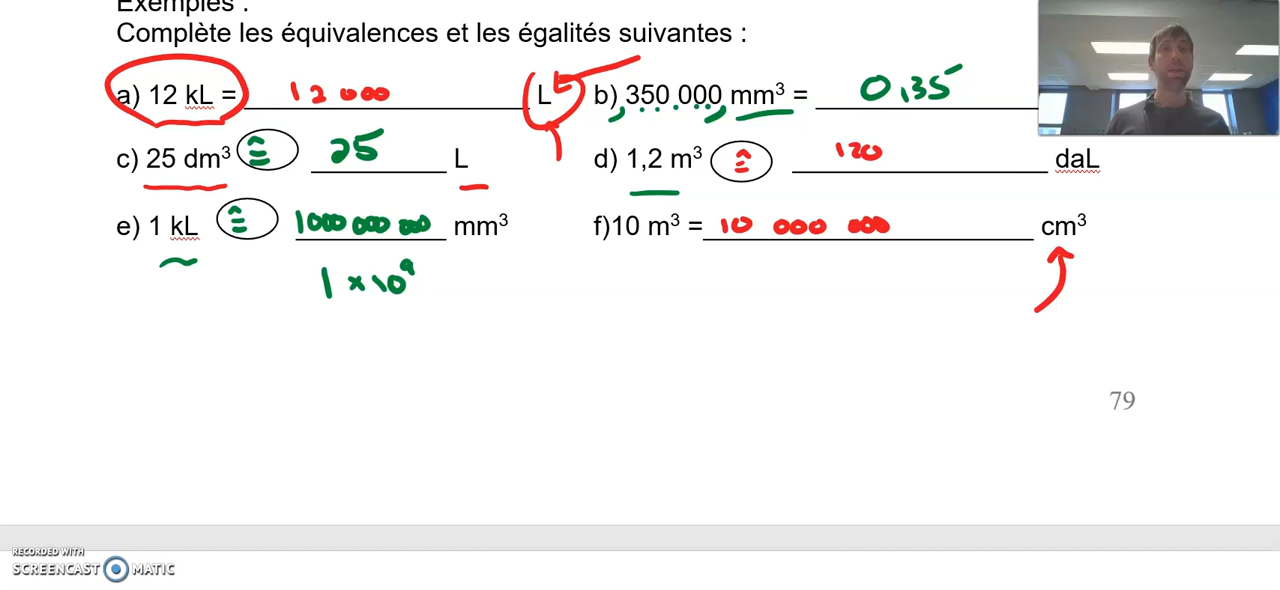 Exemples :
Complète les équivalences et les égalités suivantes :
a) 12 kL = 12 000 L
b) 350 000 mm³ = 0,35
c) 25 dm³ ≙ 25 L
d) 1,2 m³ ≙ 120 daL
e) 1 kL ≙ 1000 000 000 mm³
f)10 m³ = 10 000 000 cm³
1 × 10⁹
79
RECORDED WITH
SCREENCAST MATIC